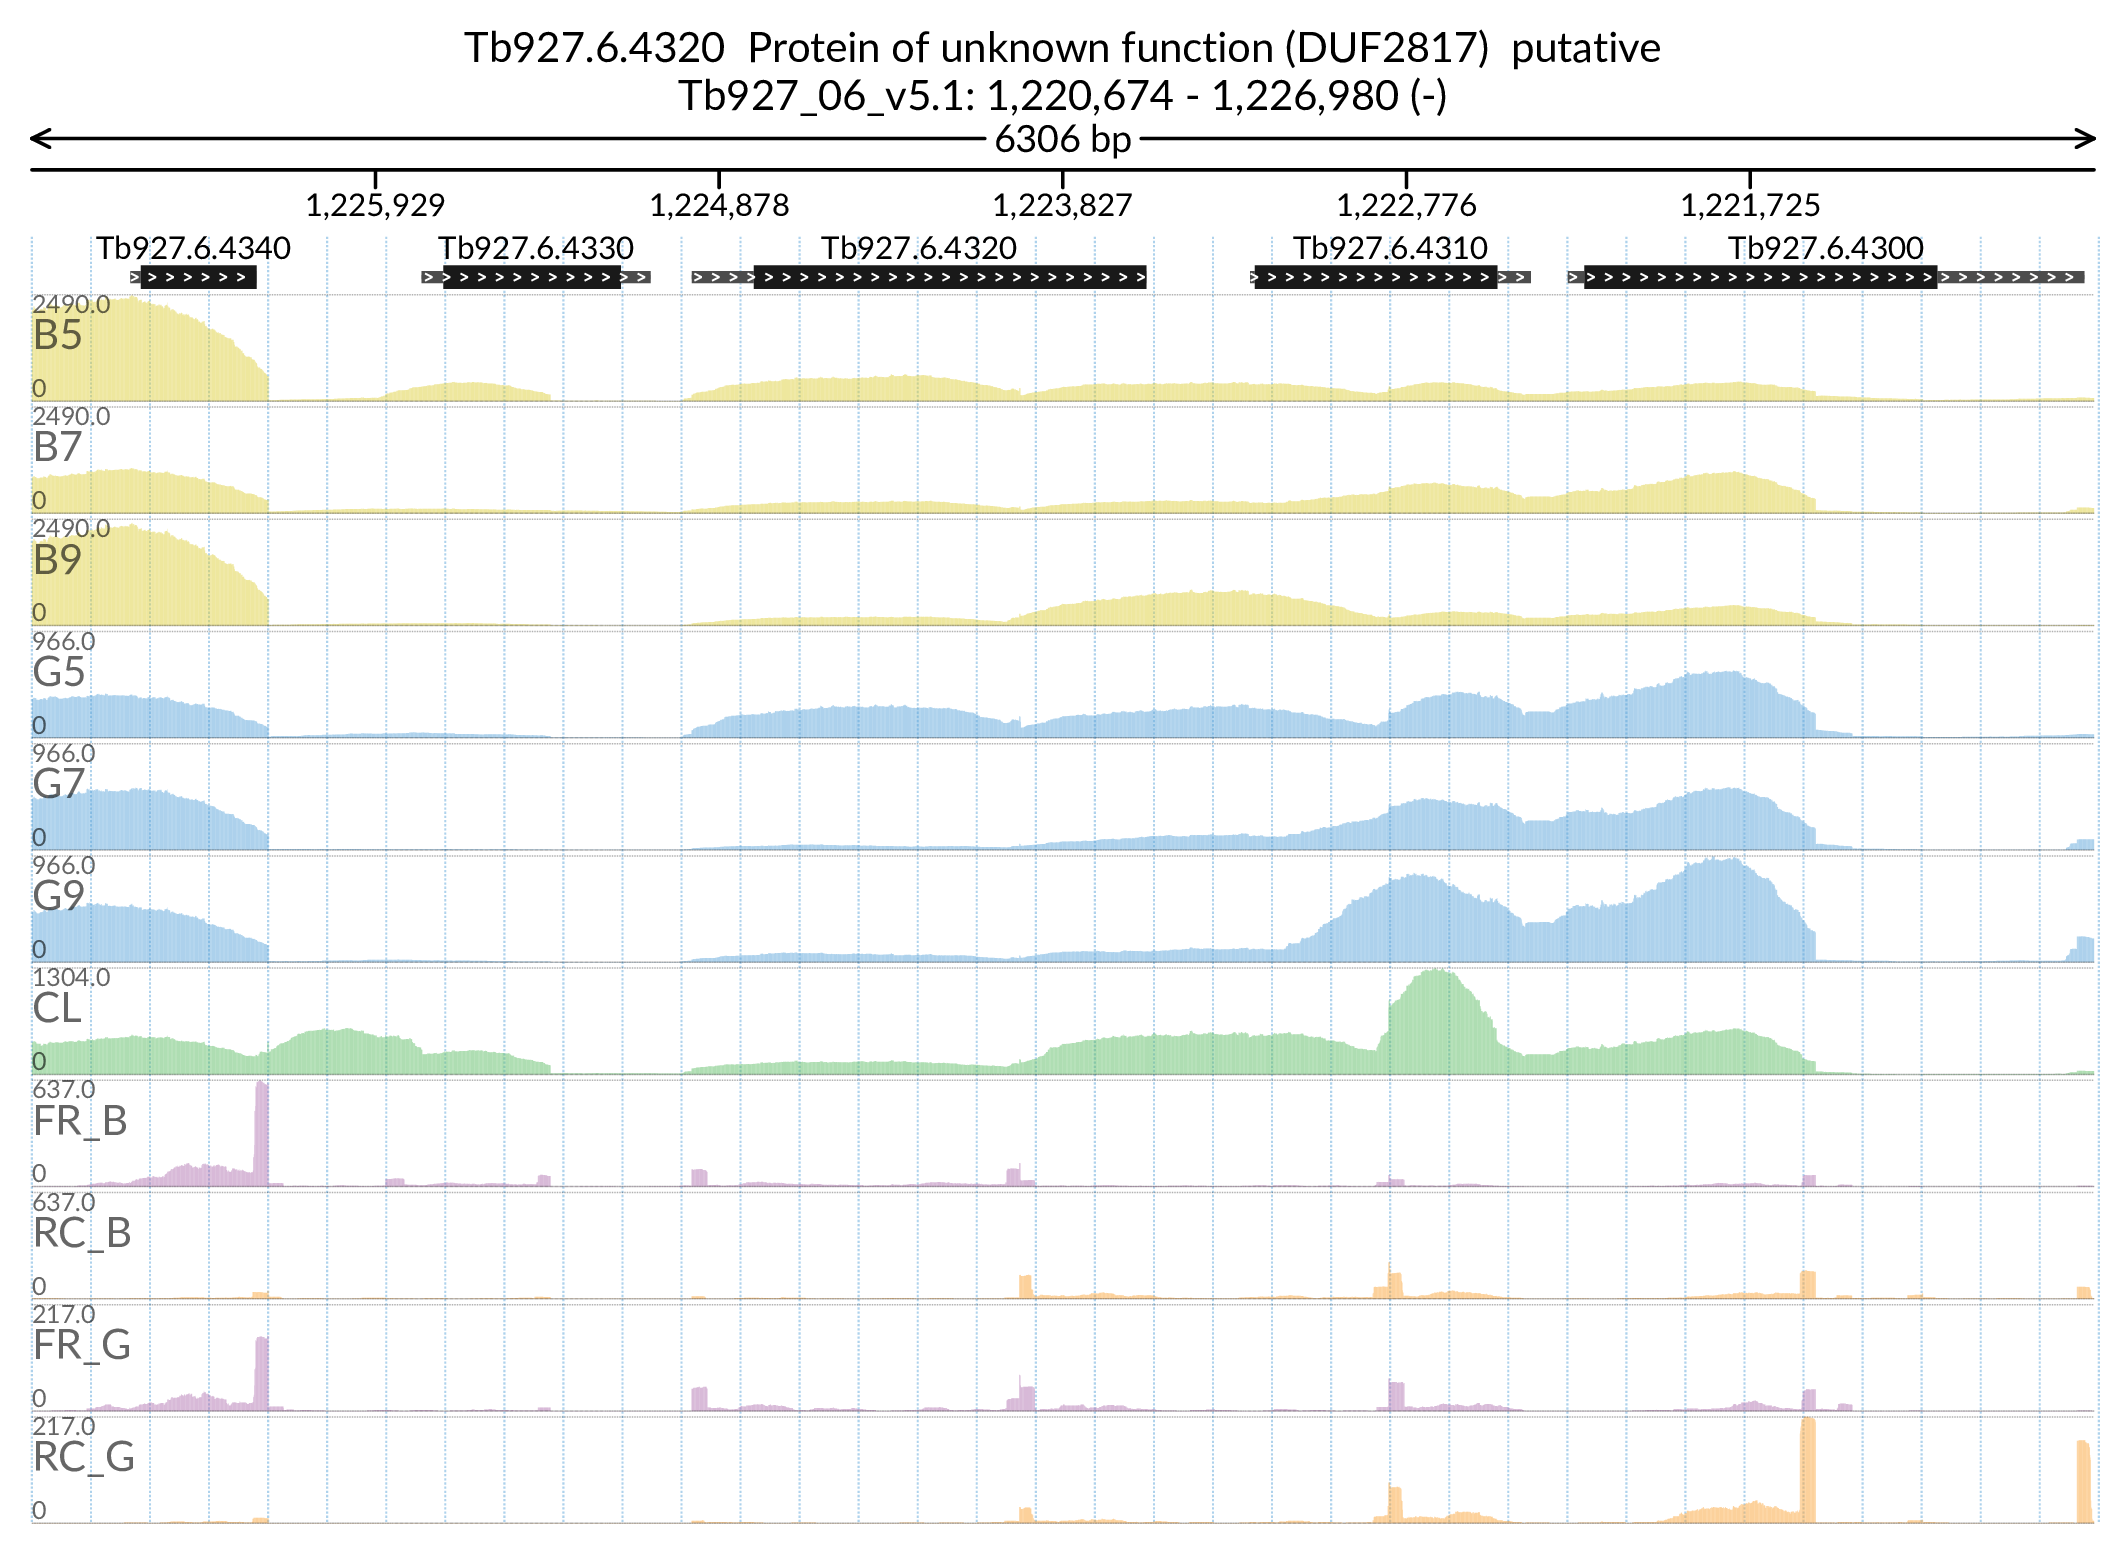 Tb927.6.4320  Protein of unknown function (DUF2817)  putative
Tb927_06_v5.1: 1,220,674 - 1,226,980 (-)
6306 bp
1,225,929 1,224,878 1,223,827 1,222,776 1,221,725
Tb927.6.4340 Tb927.6.4330 Tb927.6.4320 Tb927.6.4310 Tb927.6.4300
2490.0
B5
0
2490.0
B7
0
2490.0
B9
0
966.0
G5
0
966.0
G7
0
966.0
G9
0
1304.0
CL
0
637.0
FR_B
0
637.0
RC_B
0
217.0
FR_G
0
217.0
RC_G
0